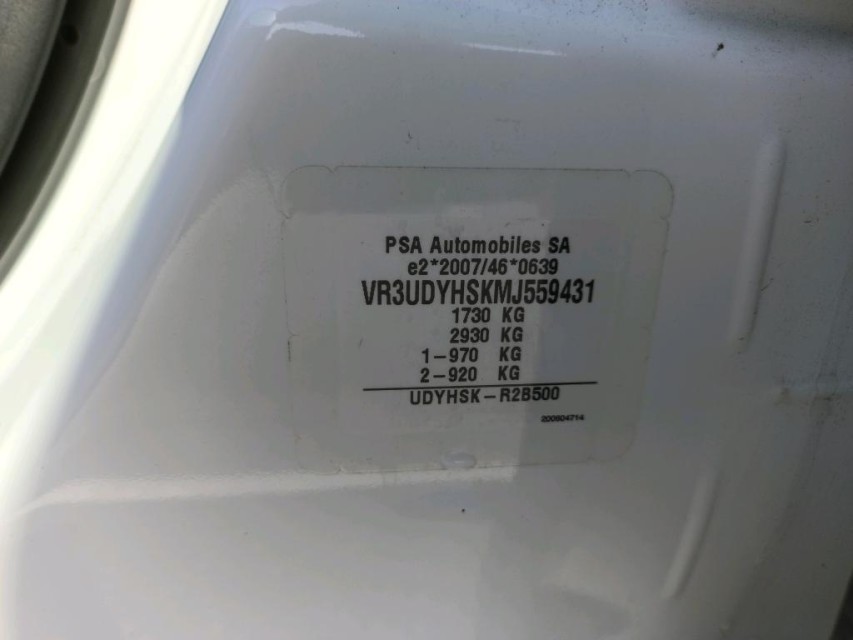 PSA Automobiles SA
e2*2007/46*0639
VR3UDYHSKMJ559431
1730 KG
2930 KG
1-970 KG
2-920 KG
UDYHSK-R2B500
200604714